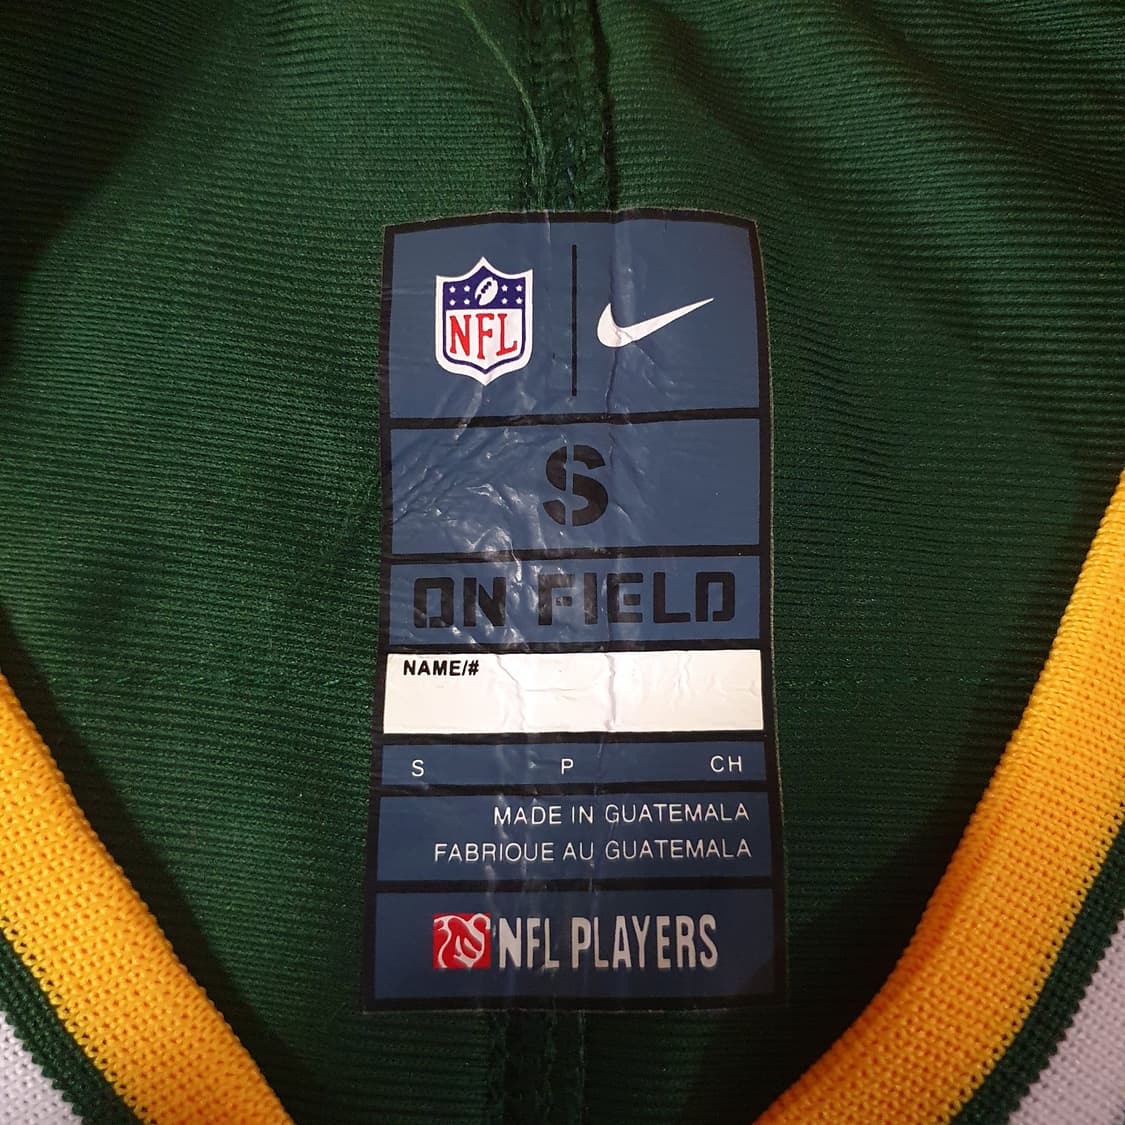 NFL
S
ON FIELD
NAME/#
S P CH
MADE IN GUATEMALA
FABRIQUE AU GUATEMALA
NFL PLAYERS